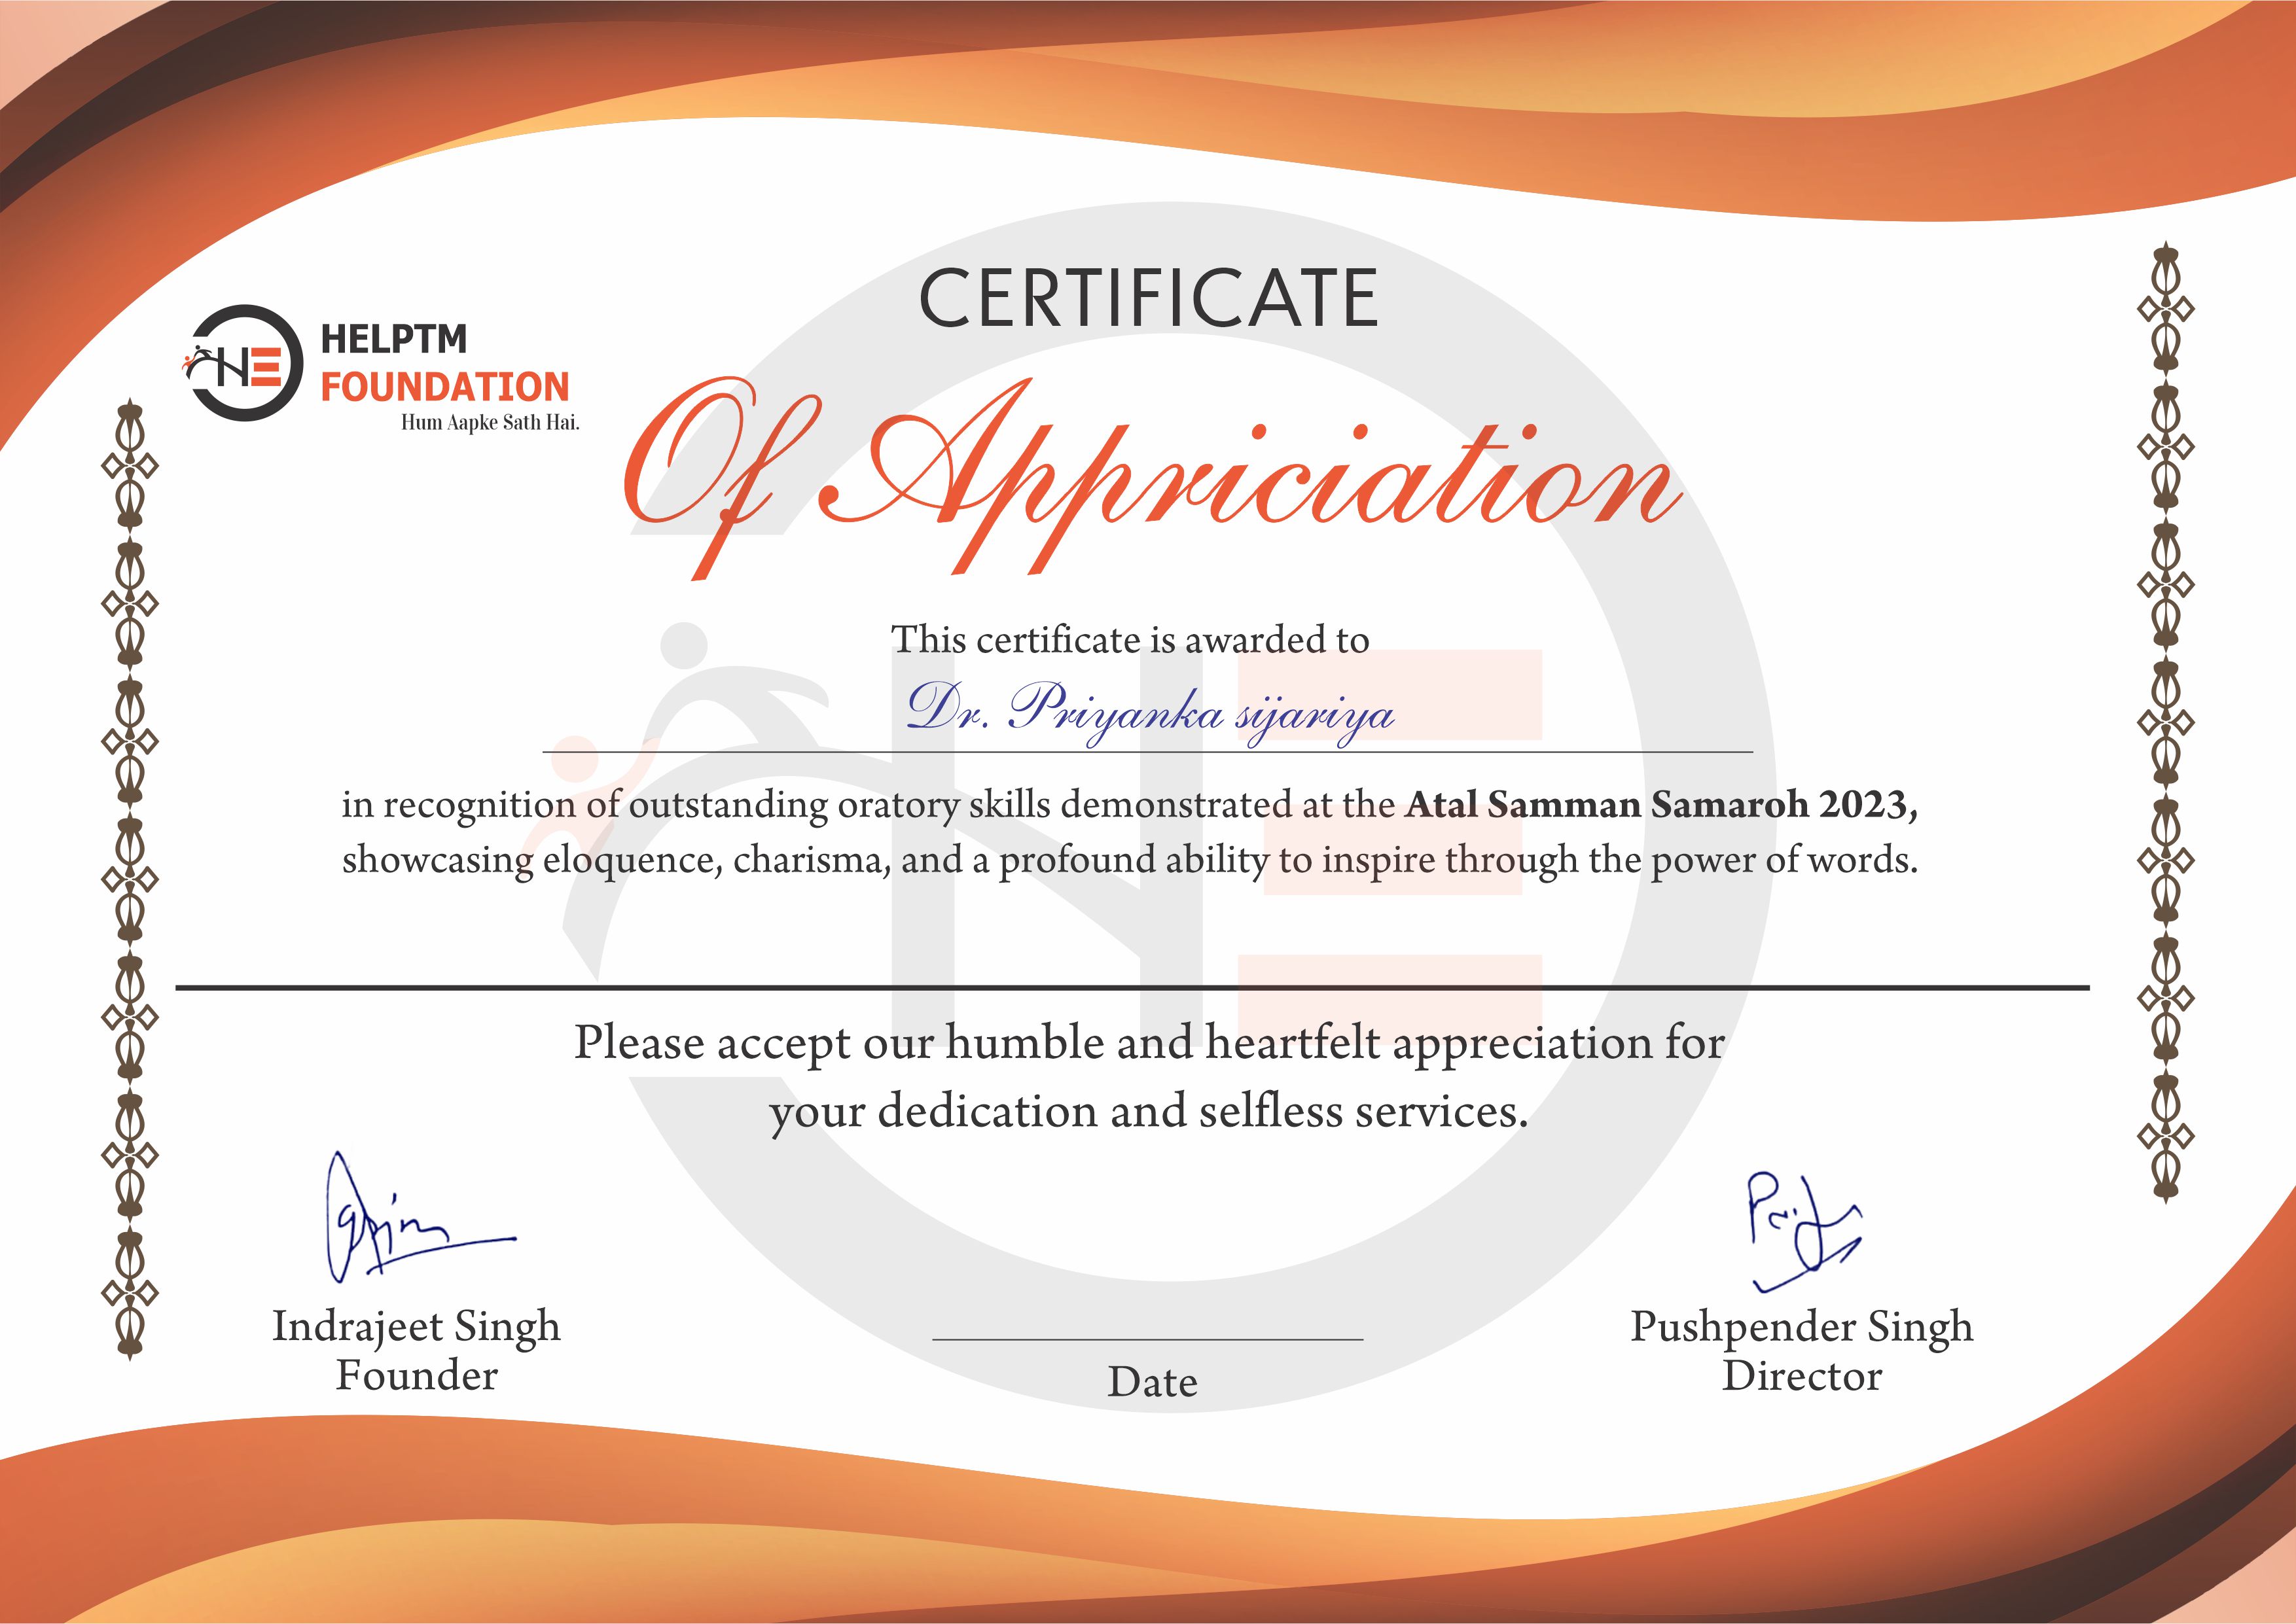 CERTIFICATE
HELPTM
FOUNDATION
Hum Aapke Sath Hai.
Of Appriciation
This certificate is awarded to
Dr. Priyanka sijariya
in recognition of outstanding oratory skills demonstrated at the Atal Samman Samaroh 2023,
showcasing eloquence, charisma, and a profound ability to inspire through the power of words.
Please accept our humble and heartfelt appreciation for
your dedication and selfless services.
Indrajeet Singh
Founder
Date
Pushpender Singh
Director